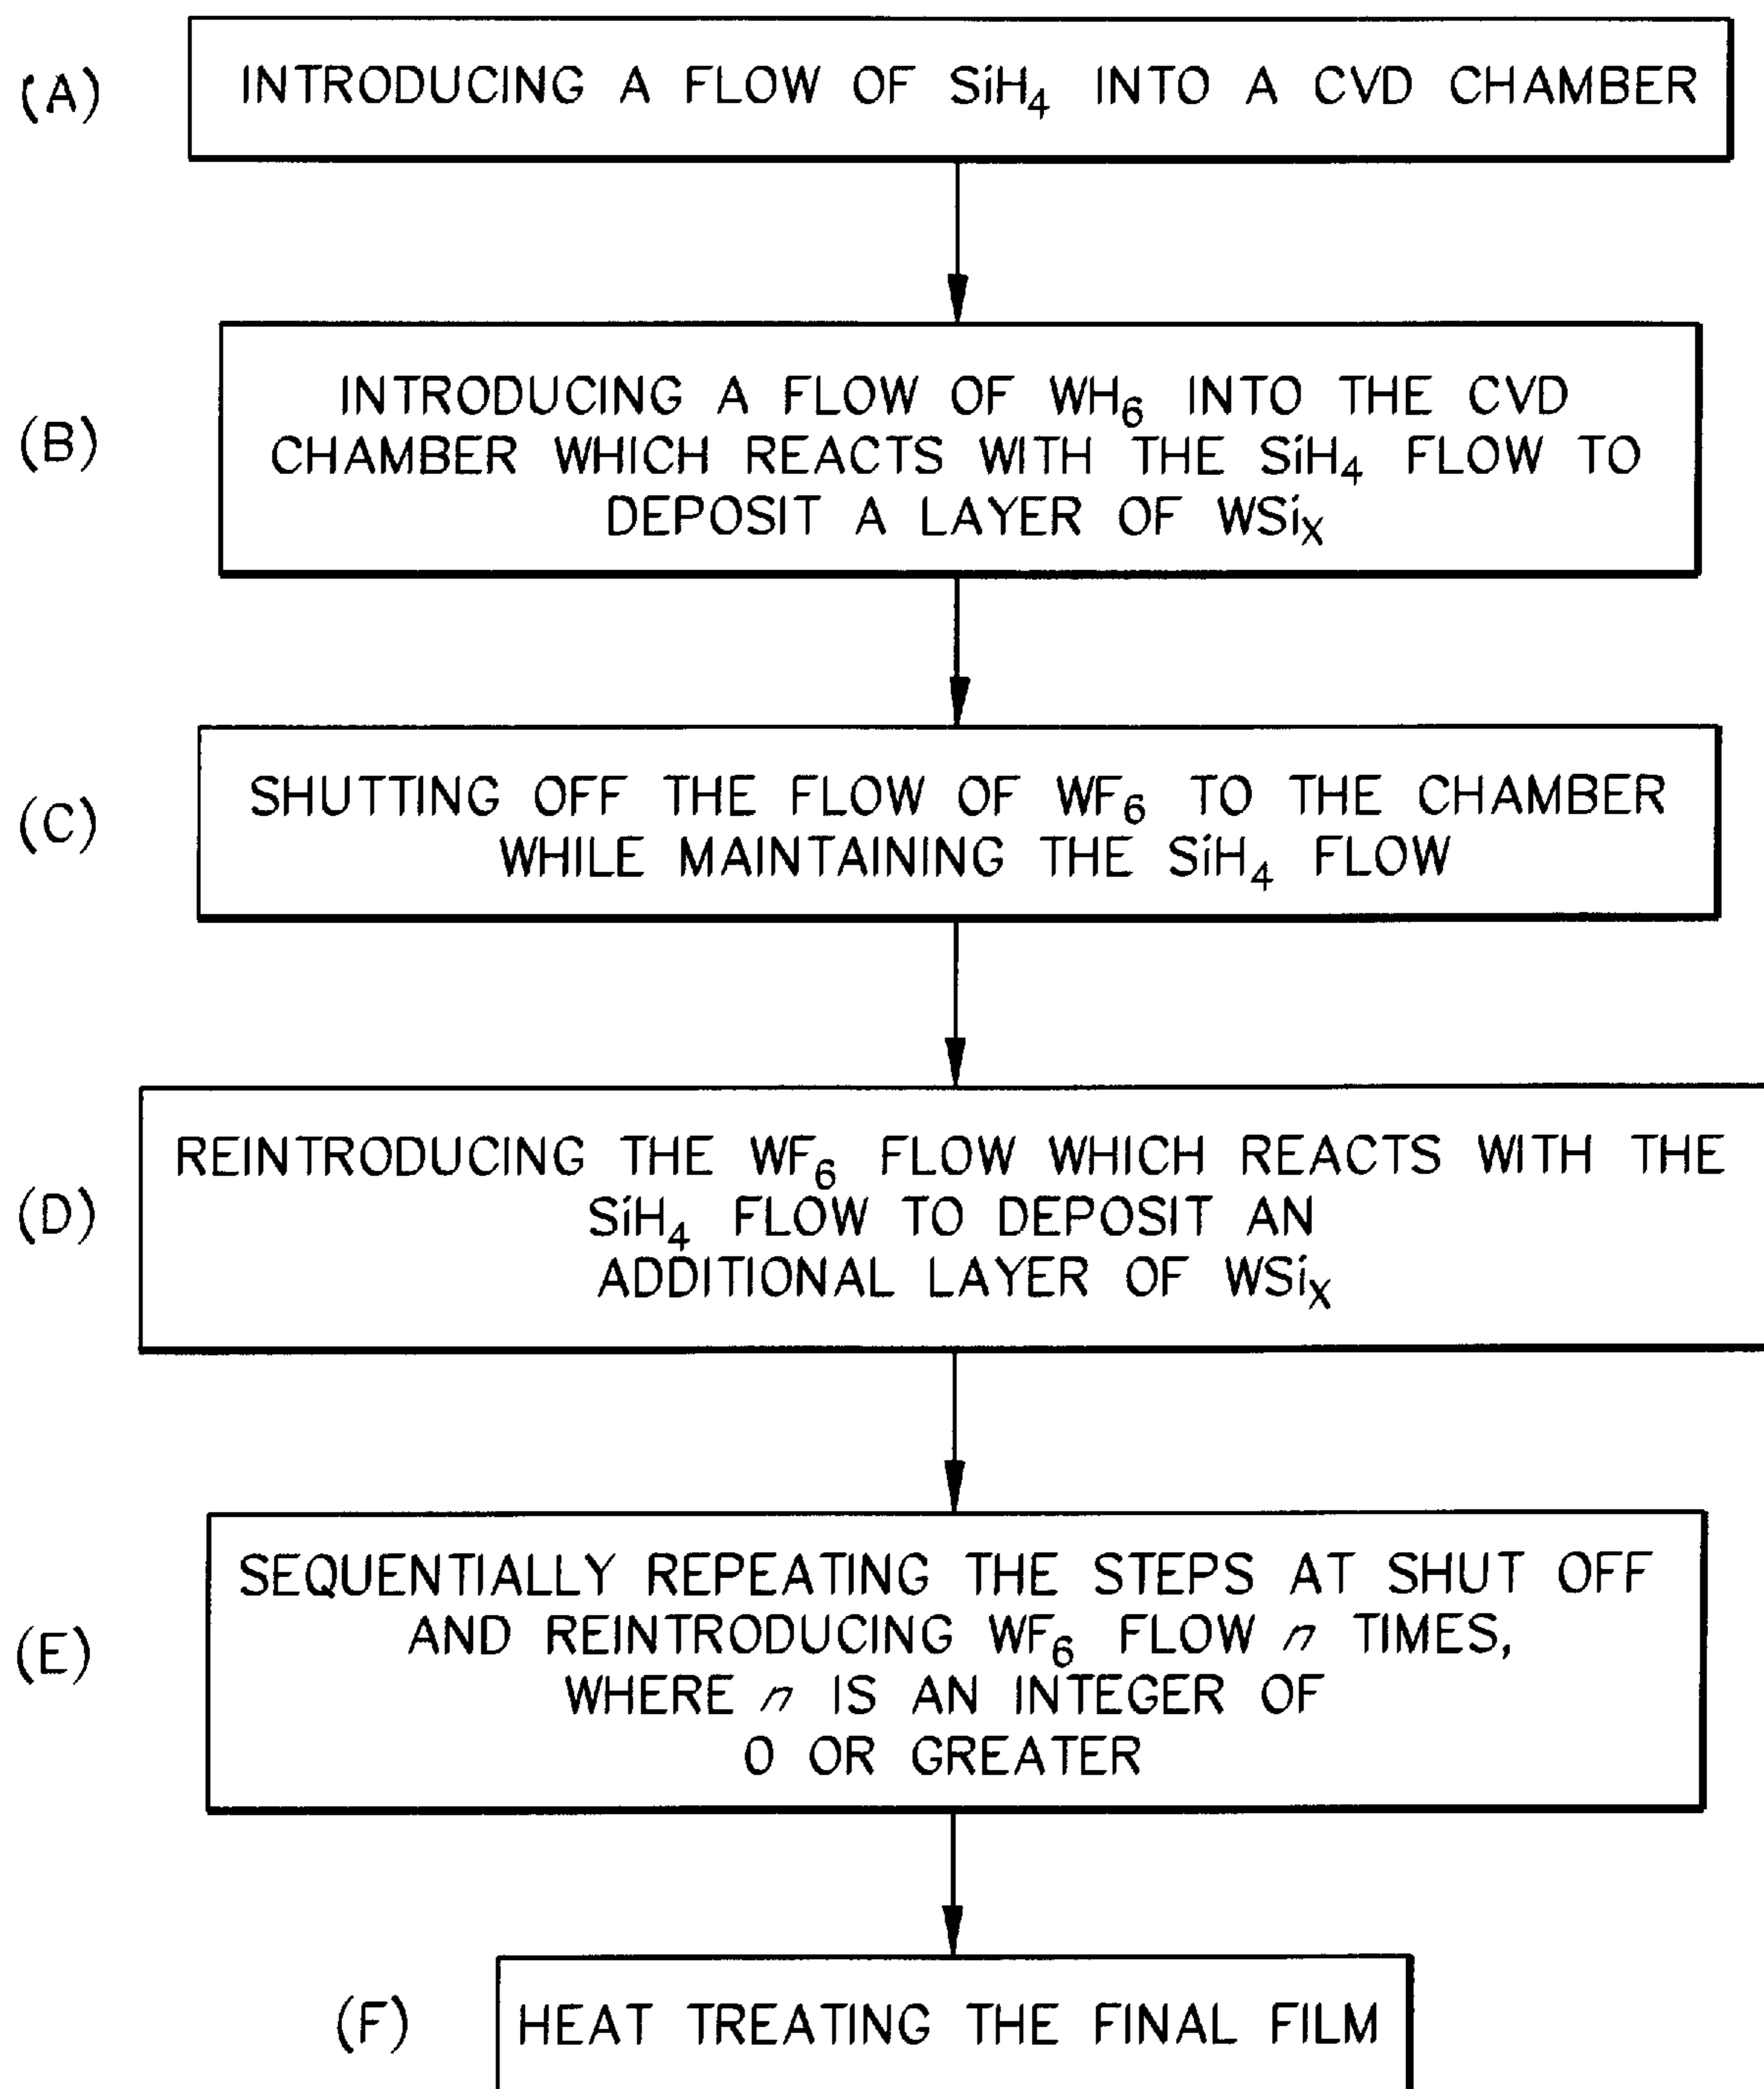 (A) INTRODUCING A FLOW OF SiH₄ INTO A CVD CHAMBER
(B) INTRODUCING A FLOW OF WH₆ INTO THE CVD
CHAMBER WHICH REACTS WITH THE SiH₄ FLOW TO
DEPOSIT A LAYER OF WSiₓ
(C) SHUTTING OFF THE FLOW OF WF₆ TO THE CHAMBER
WHILE MAINTAINING THE SiH₄ FLOW
(D) REINTRODUCING THE WF₆ FLOW WHICH REACTS WITH THE
SiH₄ FLOW TO DEPOSIT AN
ADDITIONAL LAYER OF WSiₓ
(E) SEQUENTIALLY REPEATING THE STEPS AT SHUT OFF
AND REINTRODUCING WF₆ FLOW n TIMES,
WHERE n IS AN INTEGER OF
0 OR GREATER
(F) HEAT TREATING THE FINAL FILM